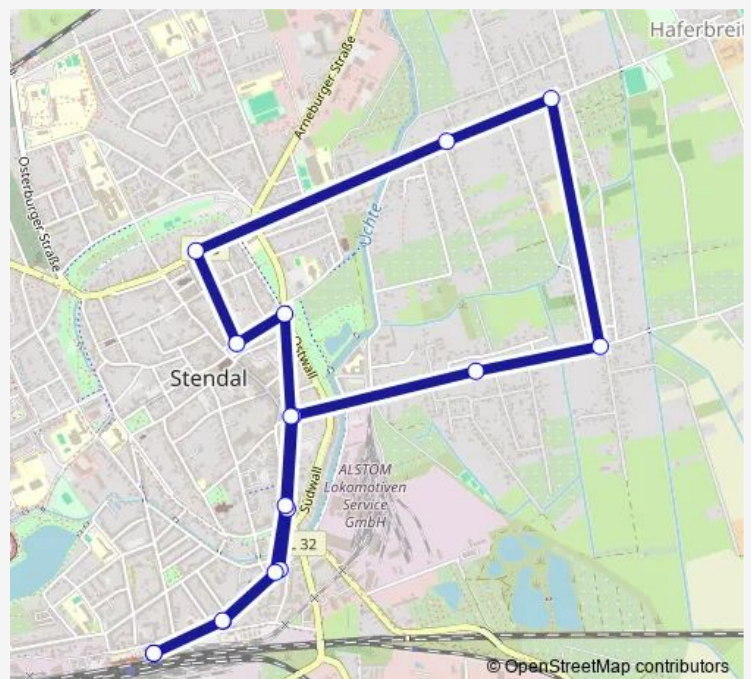 Haferbreit
Arneburger Straße
Osterburger Straße
Uchte
Ostwall
Stendal
Südwall
ALSTOM
Lokomotiven
Service
GmbH
L 32
© OpenStreetMap contributors